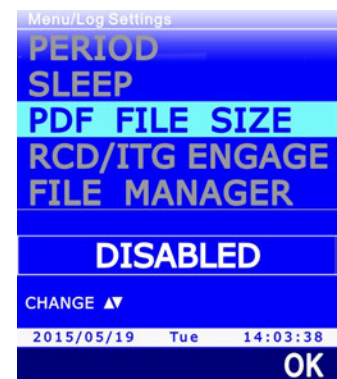 Menu/Log Settings
PERIOD
SLEEP
PDF FILE SIZE
RCD/ITG ENGAGE
FILE MANAGER
DISABLED
CHANGE ▲▼
2015/05/19 Tue 14:03:38
OK